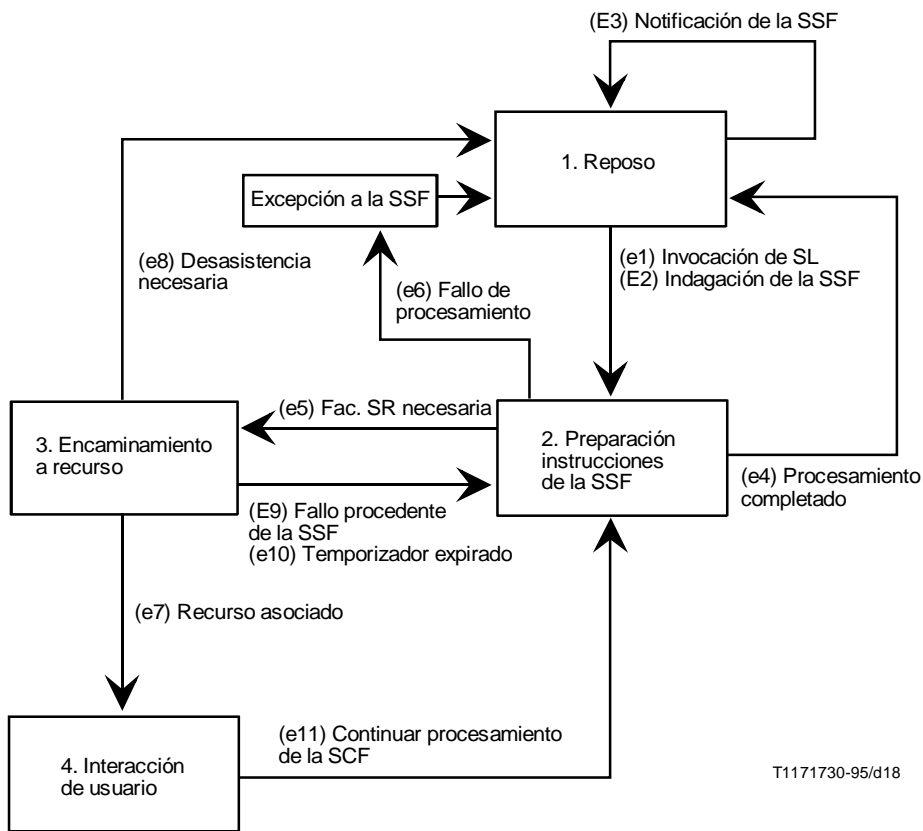 (E3) Notificación de la SSF
1. Reposo
Excepción a la SSF
(e8) Desasistencia
necesaria
(e6) Fallo de
procesamiento
(e1) Invocación de SL
(E2) Indagación de la SSF
(e5) Fac. SR necesaria
3. Encaminamiento
a recurso
2. Preparación
instrucciones
de la SSF
(e4) Procesamiento
completado
(E9) Fallo procedente
de la SSF
(e10) Temporizador expirado
(e7) Recurso asociado
(e11) Continuar procesamiento
de la SCF
4. Interacción
de usuario
T1171730-95/d18